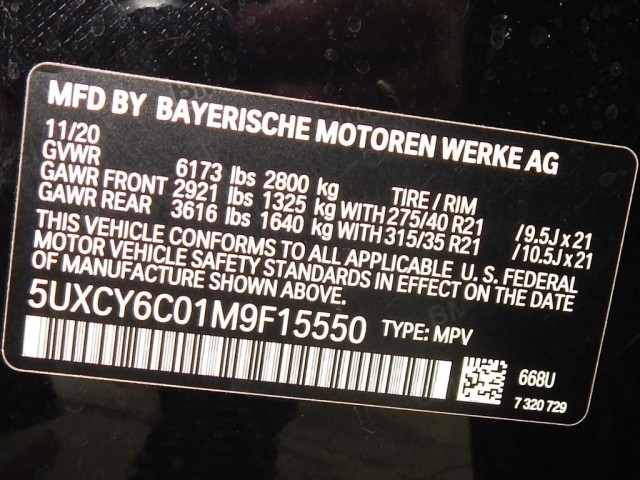 MFD BY BAYERISCHE MOTOREN WERKE AG
11/20
GVWR 6173 lbs 2800 kg TIRE / RIM
GAWR FRONT 2921 lbs 1325 kg WITH 275/40 R21 /9.5J x 21
GAWR REAR 3616 lbs 1640 kg WITH 315/35 R21 /10.5J x 21
THIS VEHICLE CONFORMS TO ALL APPLICABLE U.S. FEDERAL
MOTOR VEHICLE SAFETY STANDARDS IN EFFECT ON THE DATE
OF MANUFACTURE SHOWN ABOVE.
5UXCY6C01M9F15550 TYPE: MPV
668U
7 320 729